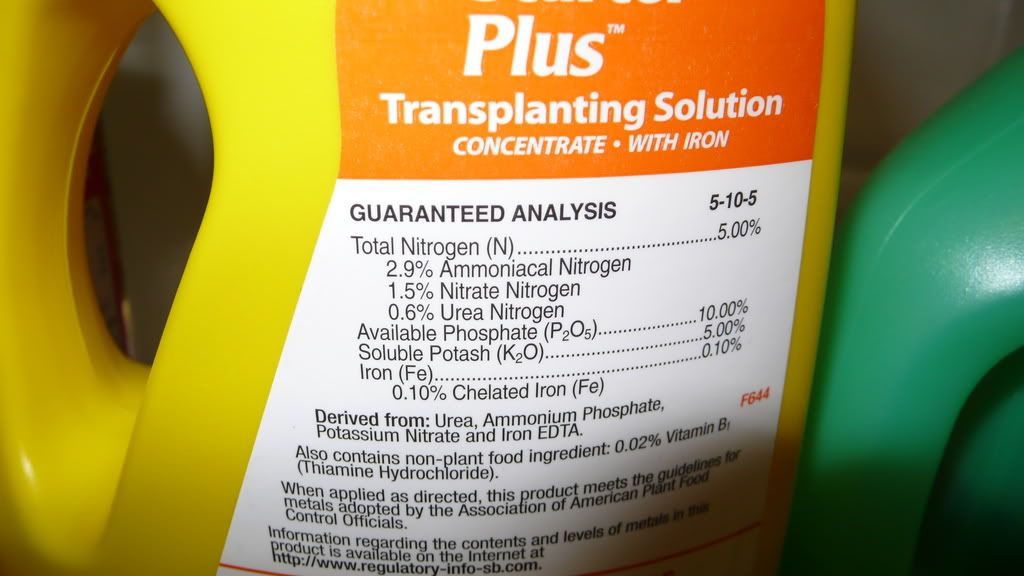 Plus™
Transplanting Solution
CONCENTRATE • WITH IRON
GUARANTEED ANALYSIS 5-10-5
Total Nitrogen (N)..........................................5.00%
2.9% Ammoniacal Nitrogen
1.5% Nitrate Nitrogen
0.6% Urea Nitrogen
Available Phosphate (P₂O₅)....................10.00%
Soluble Potash (K₂O)................................5.00%
Iron (Fe).......................................................0.10%
0.10% Chelated Iron (Fe)
F644
Derived from: Urea, Ammonium Phosphate,
Potassium Nitrate and Iron EDTA.
Also contains non-plant food ingredient: 0.02% Vitamin B₁
(Thiamine Hydrochloride).
When applied as directed, this product meets the guidelines for
metals adopted by the Association of American Plant Food
Control Officials.
Information regarding the contents and levels of metals in this
product is available on the Internet at
http://www.regulatory-info-sb.com.